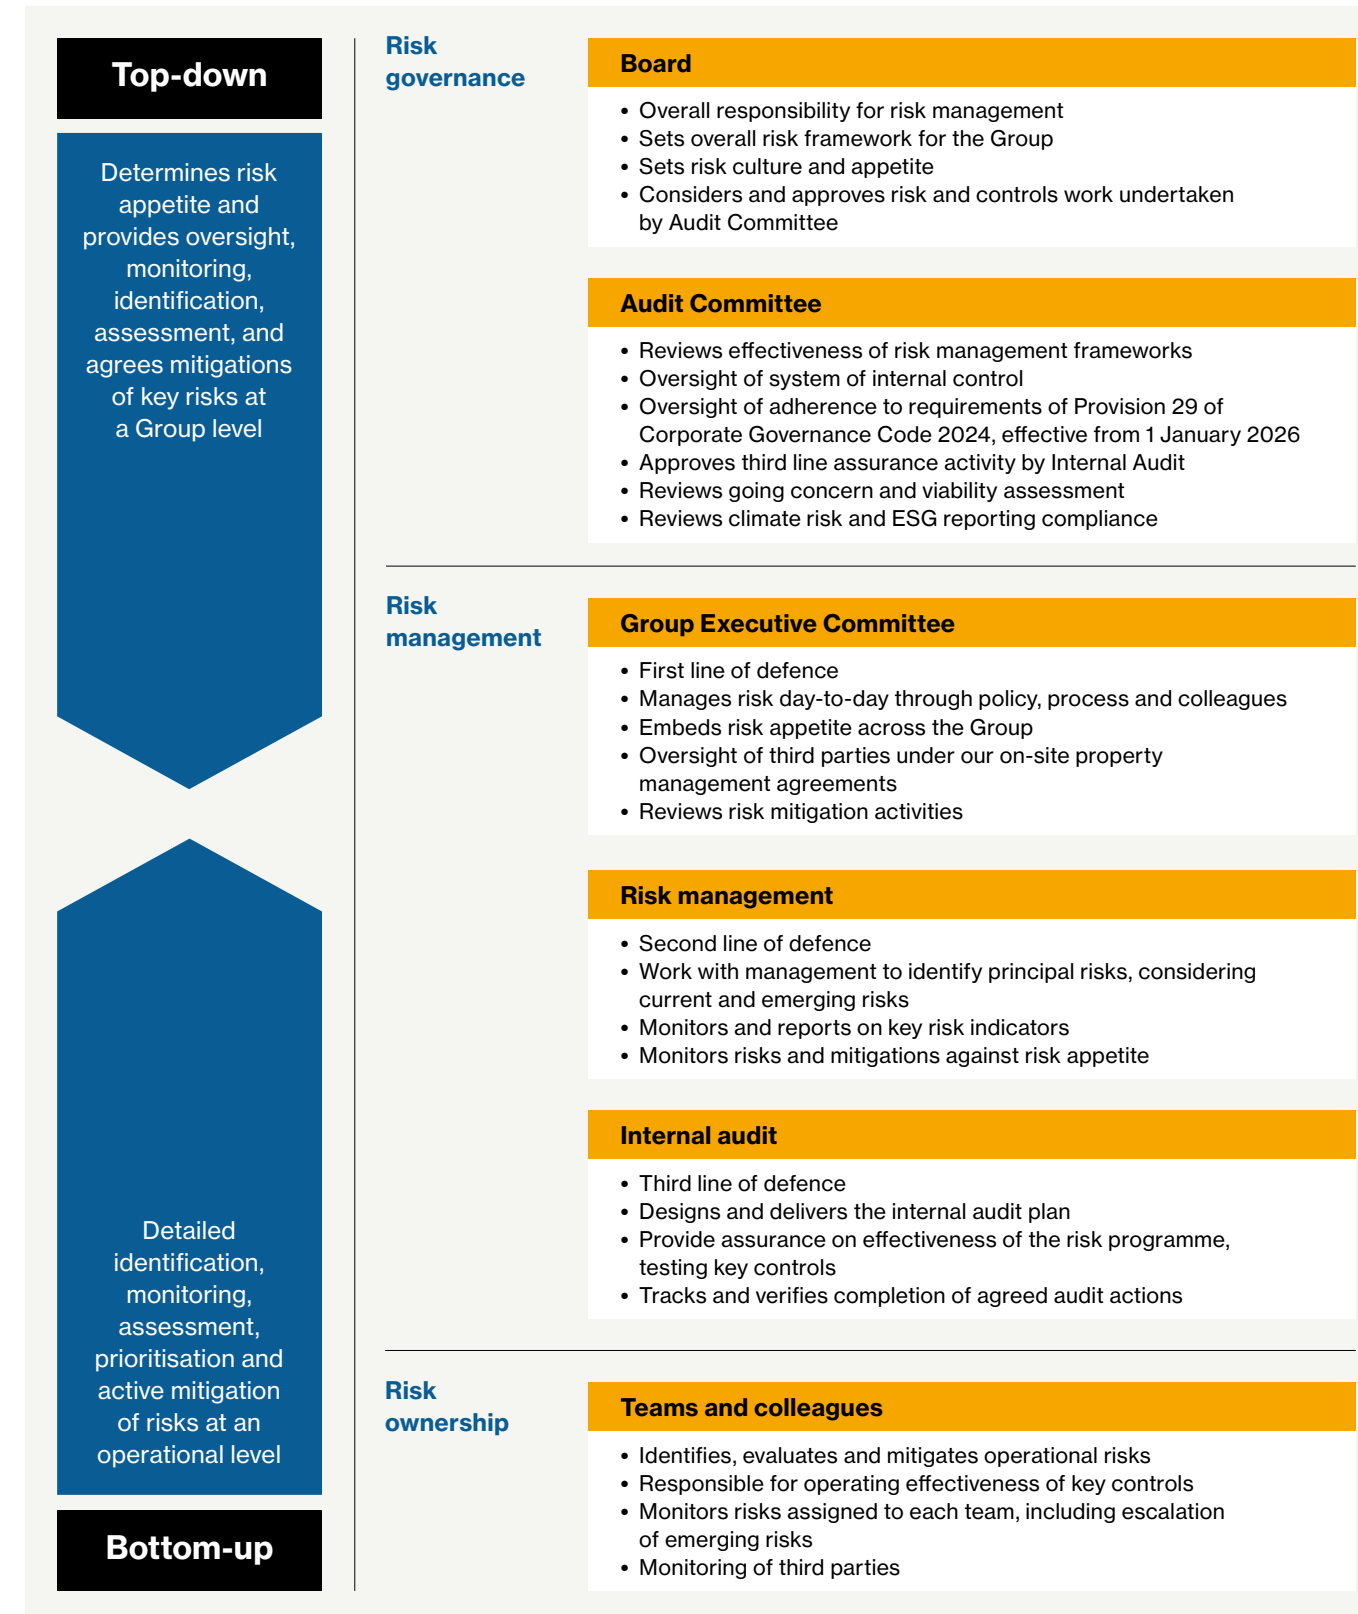 Top-down
Determines risk
appetite and
provides oversight,
monitoring,
identification,
assessment, and
agrees mitigations
of key risks at
a Group level
Detailed
identification,
monitoring,
assessment,
prioritisation and
active mitigation
of risks at an
operational level
Bottom-up
Risk
governance
Board
• Overall responsibility for risk management
• Sets overall risk framework for the Group
• Sets risk culture and appetite
• Considers and approves risk and controls work undertaken
by Audit Committee
Audit Committee
• Reviews effectiveness of risk management frameworks
• Oversight of system of internal control
• Oversight of adherence to requirements of Provision 29 of
Corporate Governance Code 2024, effective from 1 January 2026
• Approves third line assurance activity by Internal Audit
• Reviews going concern and viability assessment
• Reviews climate risk and ESG reporting compliance
Risk
management
Group Executive Committee
• First line of defence
• Manages risk day-to-day through policy, process and colleagues
• Embeds risk appetite across the Group
• Oversight of third parties under our on-site property
management agreements
• Reviews risk mitigation activities
Risk management
• Second line of defence
• Work with management to identify principal risks, considering
current and emerging risks
• Monitors and reports on key risk indicators
• Monitors risks and mitigations against risk appetite
Internal audit
• Third line of defence
• Designs and delivers the internal audit plan
• Provide assurance on effectiveness of the risk programme,
testing key controls
• Tracks and verifies completion of agreed audit actions
Risk
ownership
Teams and colleagues
• Identifies, evaluates and mitigates operational risks
• Responsible for operating effectiveness of key controls
• Monitors risks assigned to each team, including escalation
of emerging risks
• Monitoring of third parties